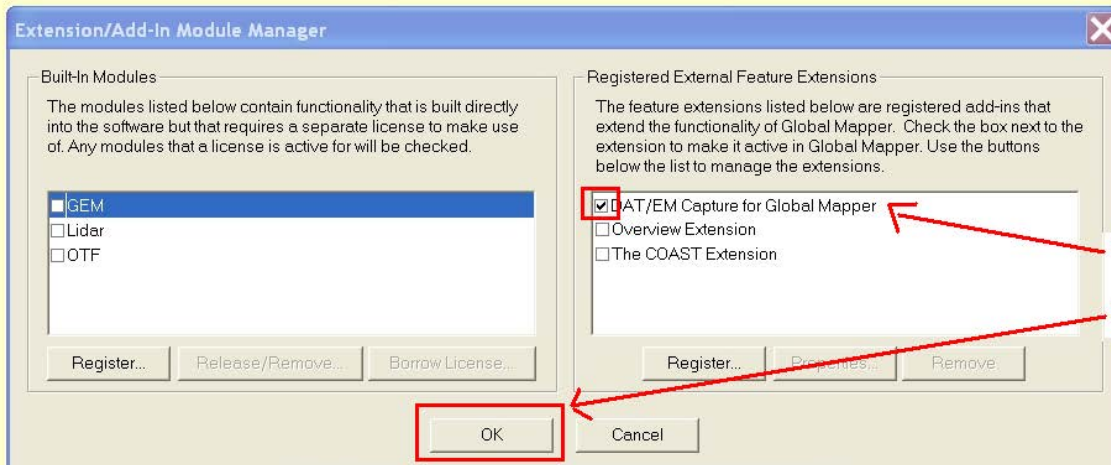 Extension/Add-In Module Manager
Built-In Modules
The modules listed below contain functionality that is built directly
into the software but that requires a separate license to make use
of. Any modules that a license is active for will be checked.
GEM
Lidar
OTF
Register...
Release/Remove...
Borrow License...
Registered External Feature Extensions
The feature extensions listed below are registered add-ins that
extend the functionality of Global Mapper. Check the box next to the
extension to make it active in Global Mapper. Use the buttons
below the list to manage the extensions.
DAT/EM Capture for Global Mapper
Overview Extension
The COAST Extension
Register...
Properties...
Remove
OK
Cancel